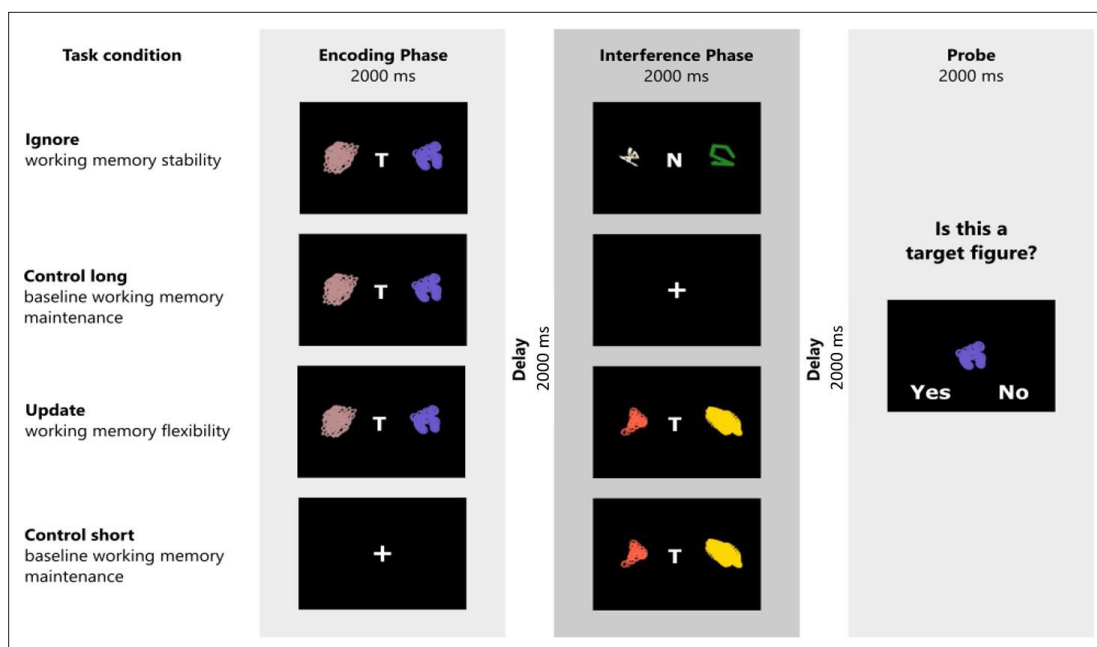 Task condition
Encoding Phase
2000 ms
Interference Phase
2000 ms
Probe
2000 ms
Ignore
working memory stability
T
N
Control long
baseline working memory
maintenance
T
+
Update
working memory flexibility
T
T
Control short
baseline working memory
maintenance
+
T
Delay
2000 ms
Delay
2000 ms
Is this a
target figure?
Yes No